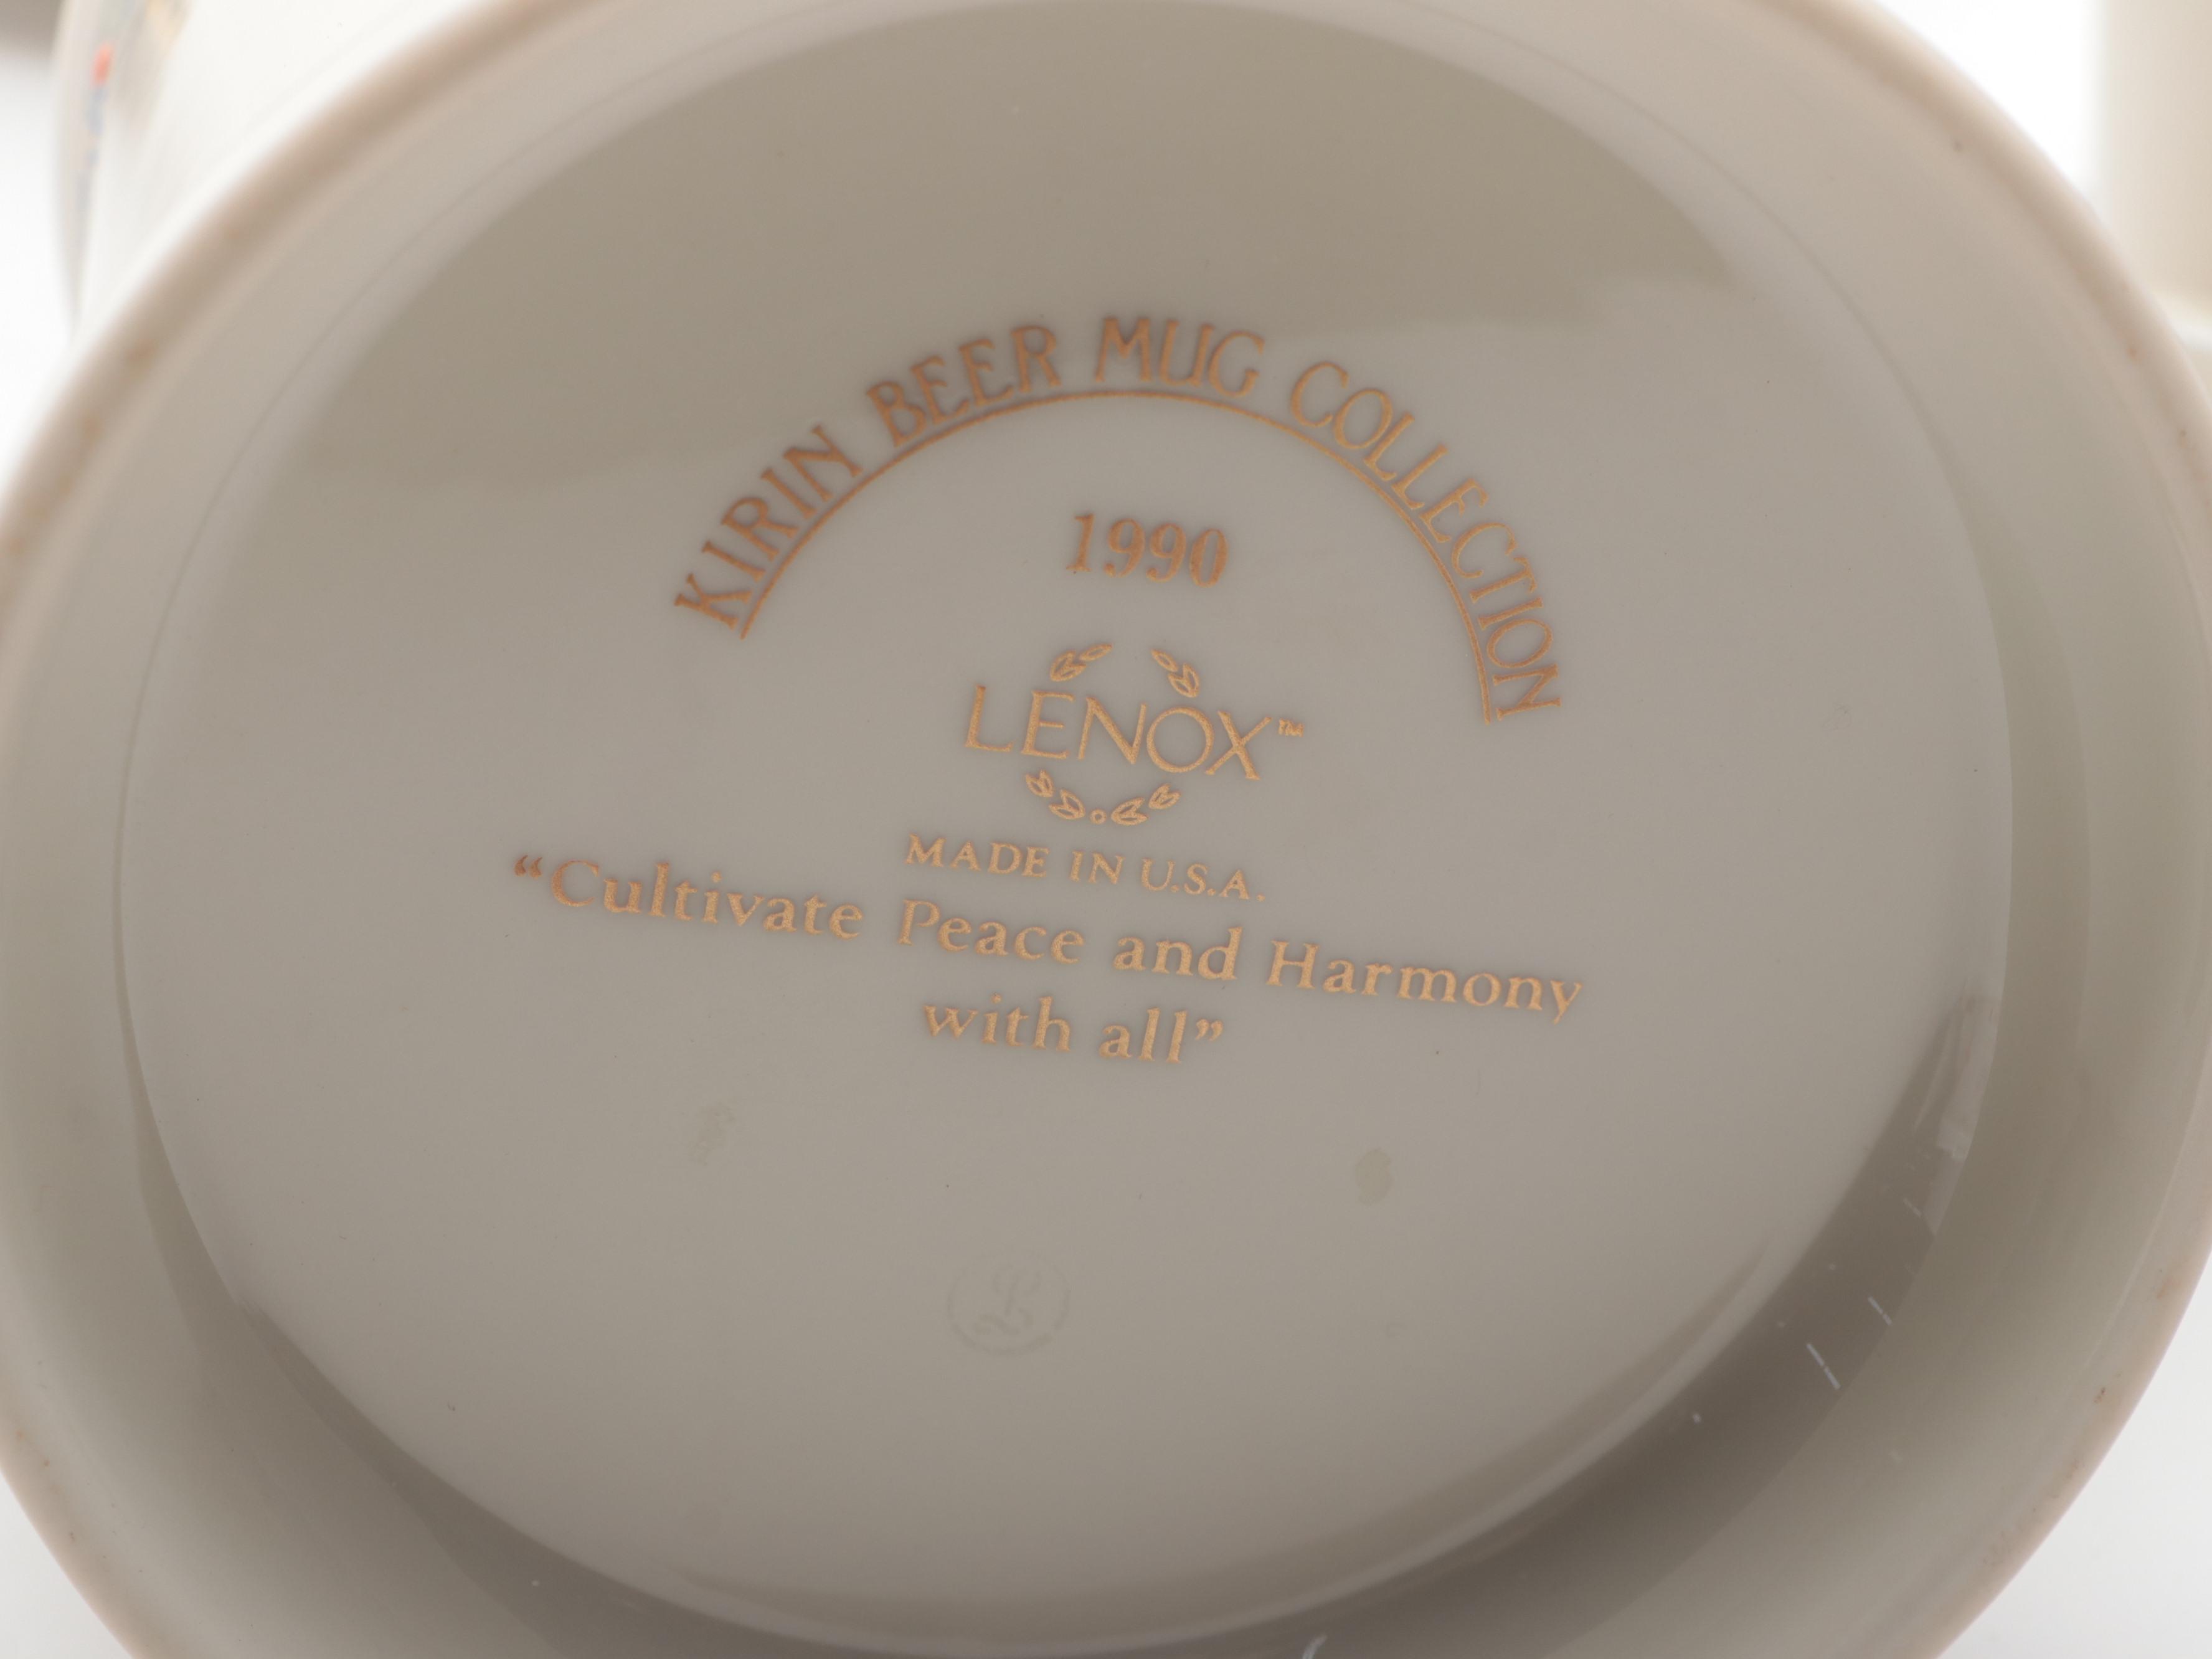 KIRIN BEER MUG COLLECTION
1990
LENOX™
MADE IN U.S.A.
“Cultivate Peace and Harmony
with all”
L